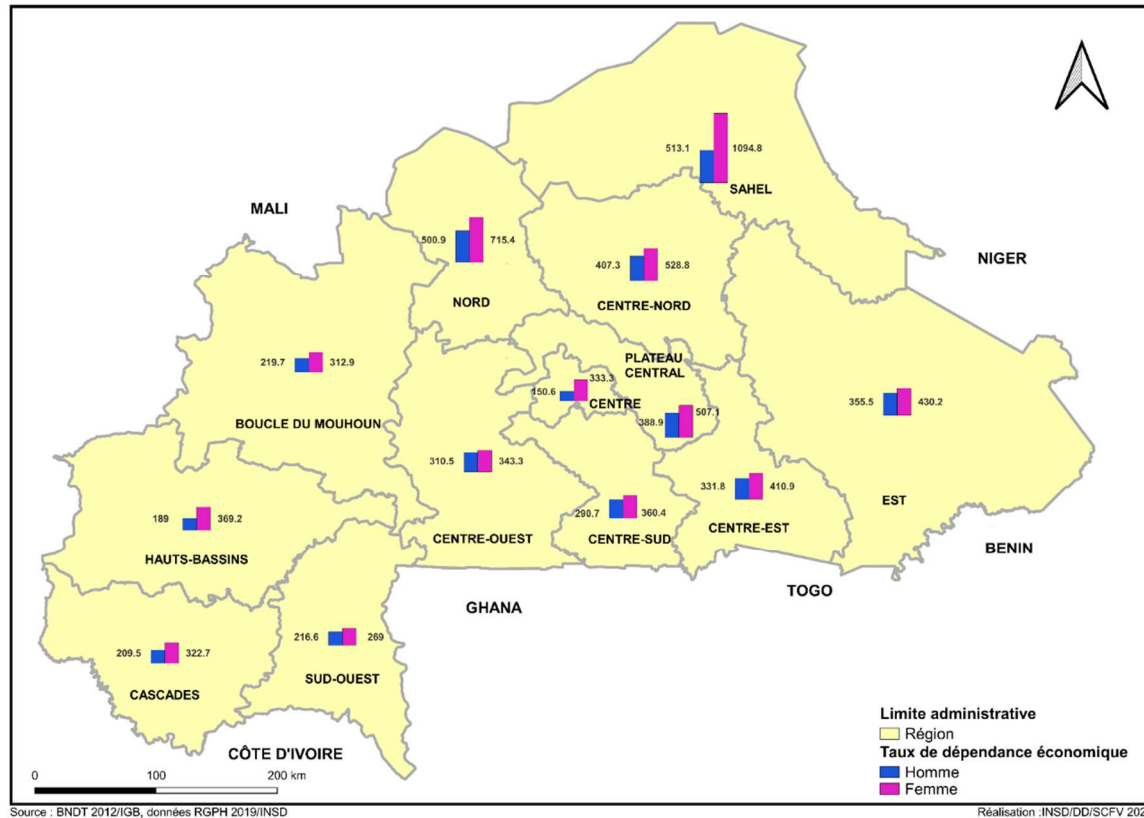 513.1
1094.8
SAHEL
MALI
500.9
715.4
NORD
407.3
528.8
CENTRE-NORD
NIGER
219.7
312.9
BOUCLE DU MOUHOUN
PLATEAU
CENTRAL
150.6
333.3
CENTRE
388.9
507.1
355.5
430.2
EST
310.5
343.3
CENTRE-OUEST
331.8
410.9
CENTRE-EST
290.7
360.4
CENTRE-SUD
189
369.2
HAUTS-BASSINS
BENIN
TOGO
GHANA
216.6
269
SUD-OUEST
209.5
322.7
CASCADES
CÔTE D'IVOIRE
Limite administrative
Région
Taux de dépendance économique
Homme
Femme
0
100
200 km
Source : BNDT 2012/IGB, données RGPH 2019/INSD
Réalisation :INSD/DD/SCFV